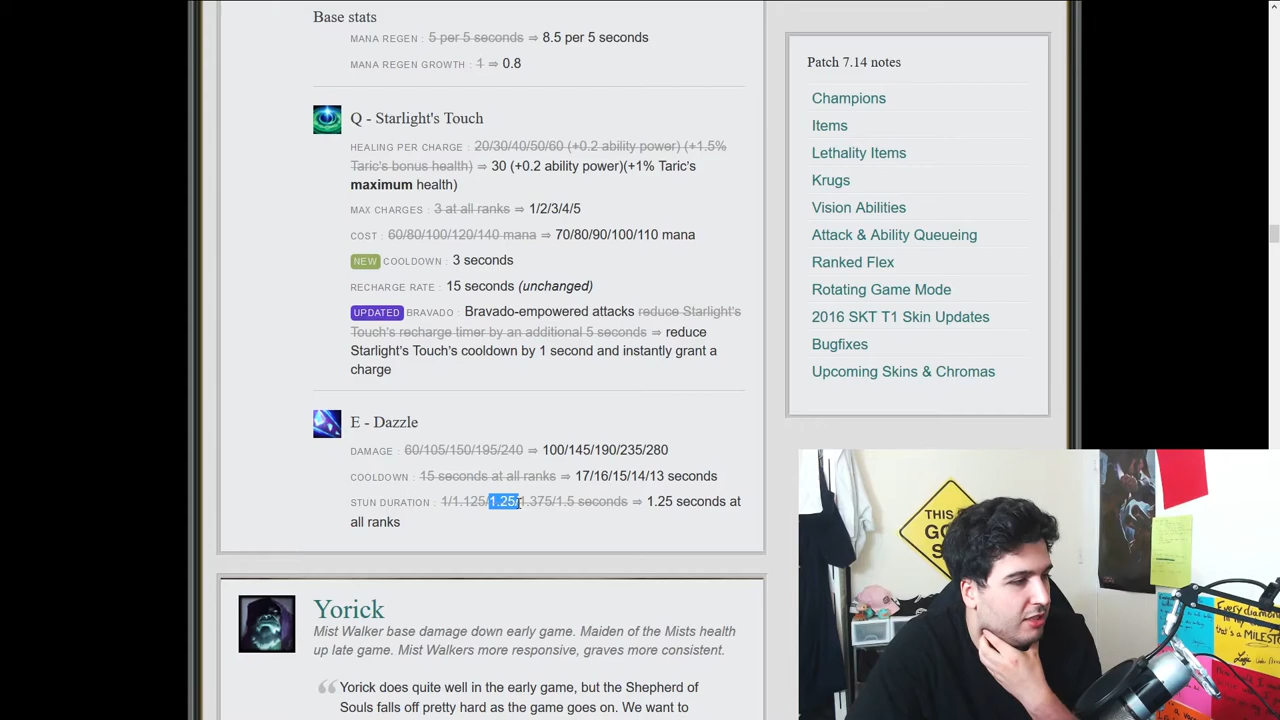 Base stats
MANA REGEN : 5 per 5 seconds ⇒ 8.5 per 5 seconds
MANA REGEN GROWTH : 1 ⇒ 0.8
Q - Starlight's Touch
HEALING PER CHARGE : 20/30/40/50/60 (+0.2 ability power) (+1.5%
Taric's bonus health) ⇒ 30 (+0.2 ability power)(+1% Taric's
maximum health)
MAX CHARGES : 3 at all ranks ⇒ 1/2/3/4/5
COST : 60/80/100/120/140 mana ⇒ 70/80/90/100/110 mana
NEW COOLDOWN : 3 seconds
RECHARGE RATE : 15 seconds (unchanged)
UPDATED BRAVADO : Bravado-empowered attacks reduce Starlight's
Touch's recharge timer by an additional 5 seconds ⇒ reduce
Starlight's Touch's cooldown by 1 second and instantly grant a
charge
E - Dazzle
DAMAGE : 60/105/150/195/240 ⇒ 100/145/190/235/280
COOLDOWN : 15 seconds at all ranks ⇒ 17/16/15/14/13 seconds
STUN DURATION : 1/1.125/1.25/1.375/1.5 seconds ⇒ 1.25 seconds at
all ranks
Yorick
Mist Walker base damage down early game. Maiden of the Mists health
up late game. Mist Walkers more responsive, graves more consistent.
Yorick does quite well in the early game, but the Shepherd of
Souls falls off pretty hard as the game goes on. We want to
Patch 7.14 notes
Champions
Items
Lethality Items
Krugs
Vision Abilities
Attack & Ability Queueing
Ranked Flex
Rotating Game Mode
2016 SKT T1 Skin Updates
Bugfixes
Upcoming Skins & Chromas
THIS
GO
S
Every
diamond
that's a
MILESTO